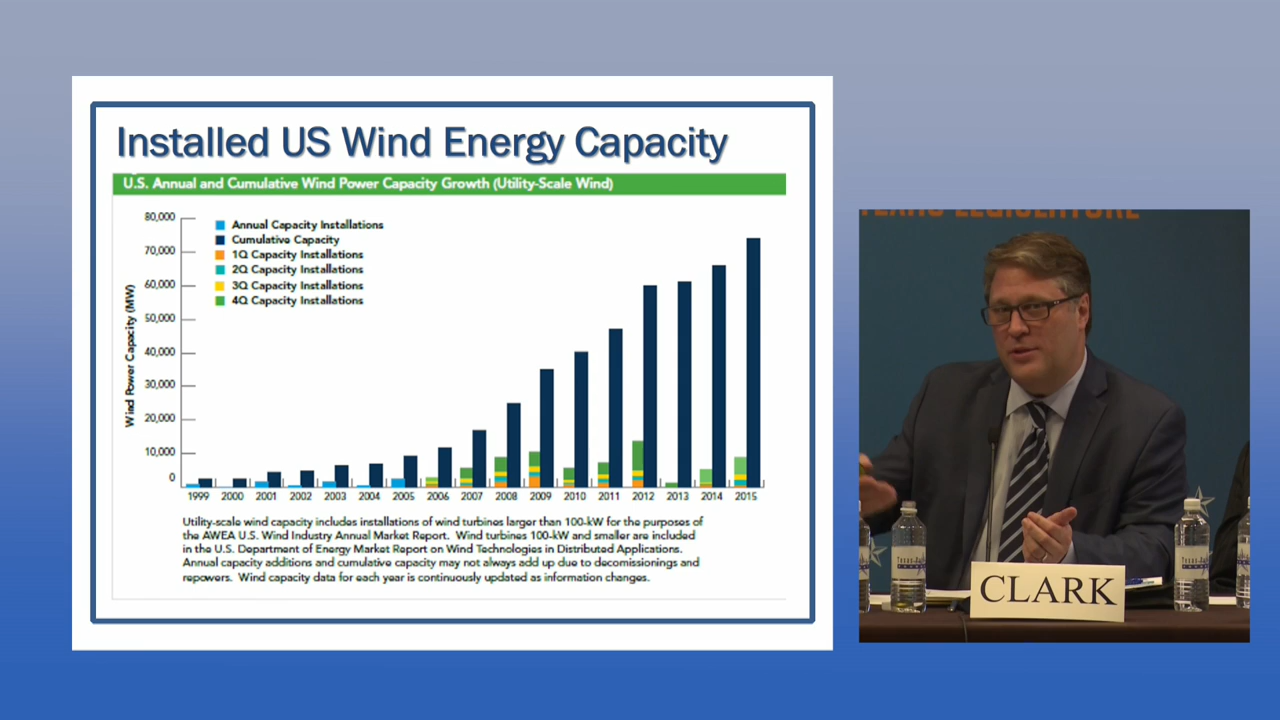 Installed US Wind Energy Capacity
U.S. Annual and Cumulative Wind Power Capacity Growth (Utility-Scale Wind)
Wind Power Capacity (MW)
80,000
70,000
60,000
50,000
40,000
30,000
20,000
10,000
0
Annual Capacity Installations
Cumulative Capacity
1Q Capacity Installations
2Q Capacity Installations
3Q Capacity Installations
4Q Capacity Installations
1999 2000 2001 2002 2003 2004 2005 2006 2007 2008 2009 2010 2011 2012 2013 2014 2015
Utility-scale wind capacity includes installations of wind turbines larger than 100-kW for the purposes of
the AWEA U.S. Wind Industry Annual Market Report. Wind turbines 100-kW and smaller are included
in the U.S. Department of Energy Market Report on Wind Technologies in Distributed Applications.
Annual capacity additions and cumulative capacity may not always add up due to decomissionings and
repowers. Wind capacity data for each year is continuously updated as information changes.
TEXAS LEGISLATURE
CLARK